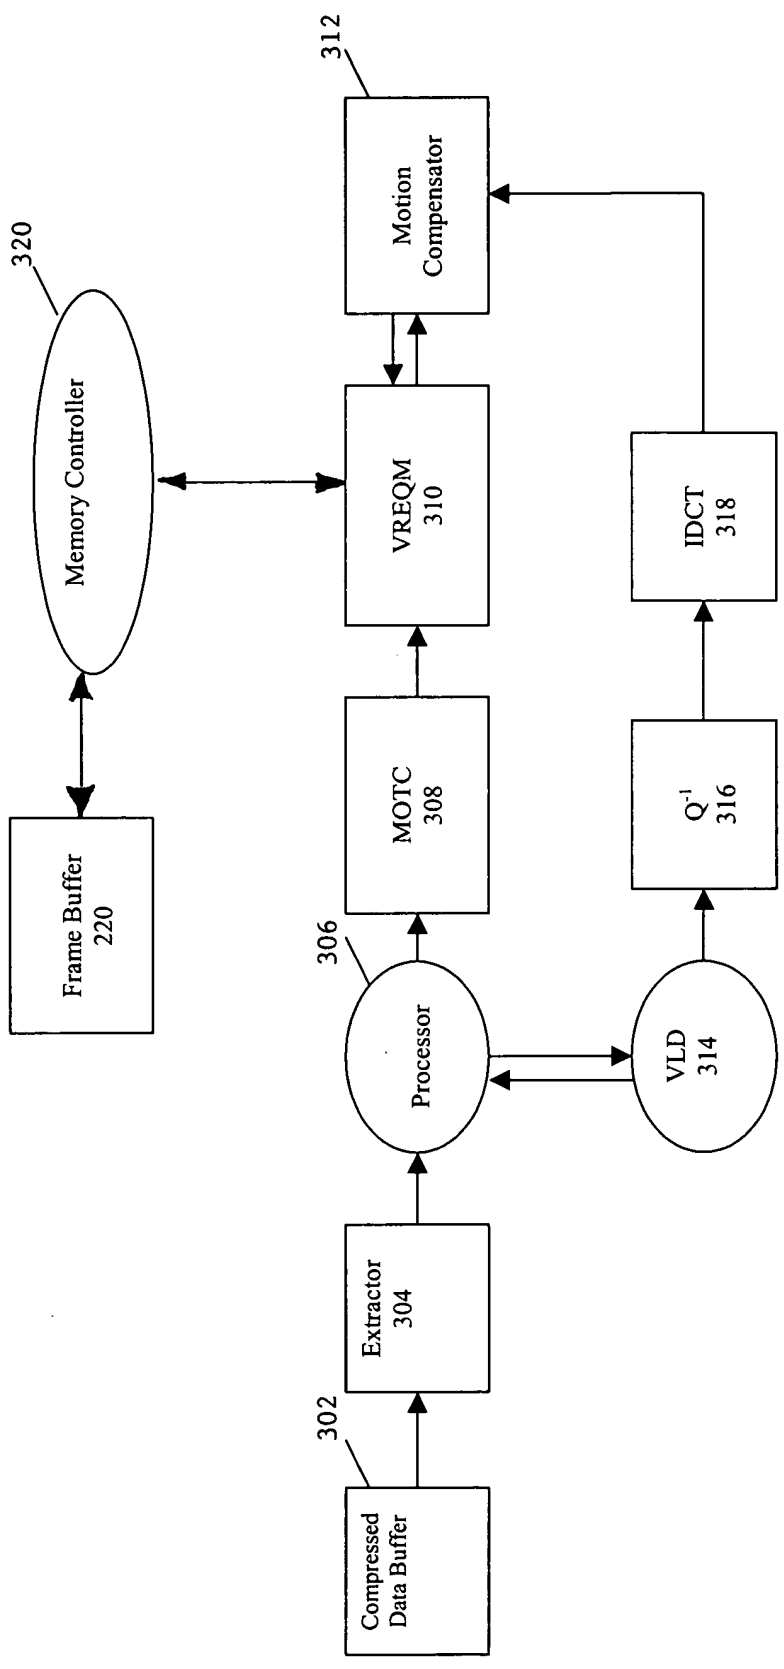 Frame Buffer
220
Memory Controller
320
Compressed
Data Buffer
302
Extractor
304
Processor
306
MOTC
308
VREQM
310
Motion
Compensator
312
VLD
314
Q⁻¹
316
IDCT
318